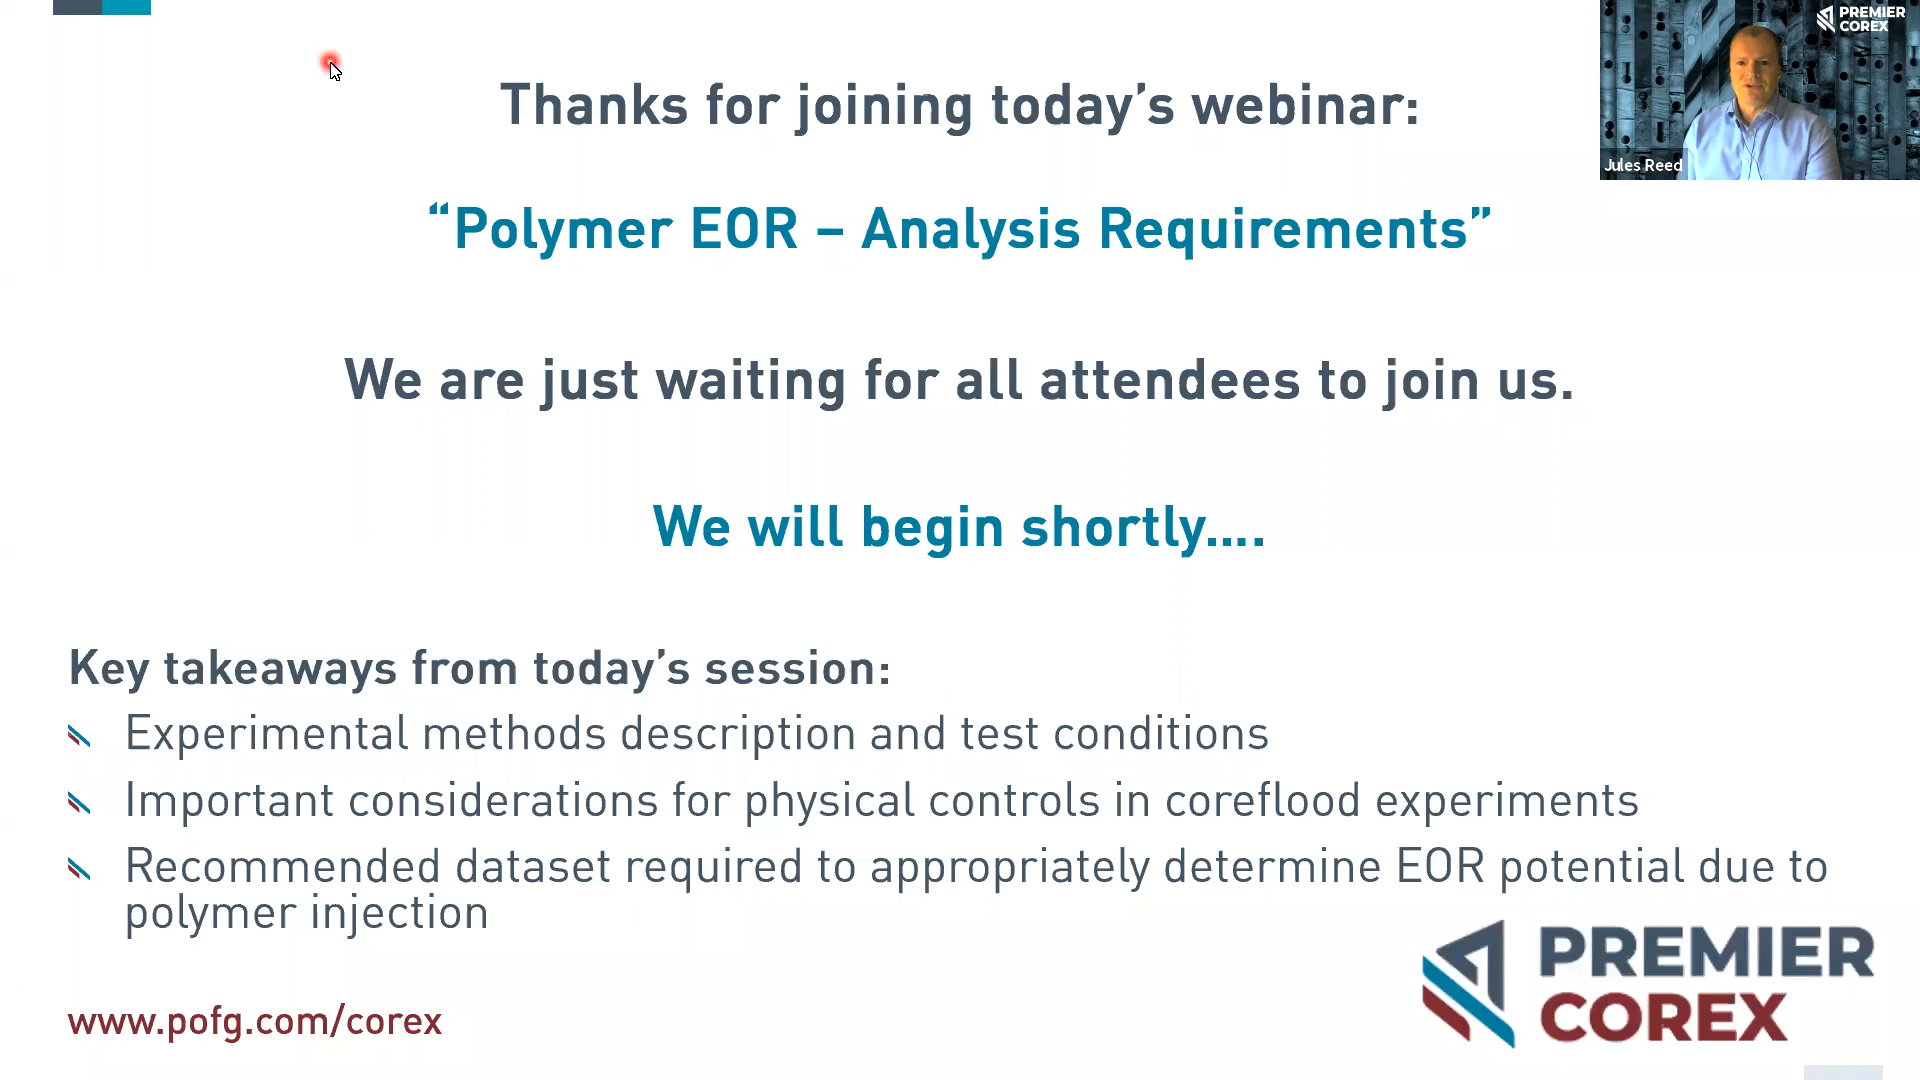 PREMIER
COREX
Jules Reed
Thanks for joining today’s webinar:
“Polymer EOR – Analysis Requirements”
We are just waiting for all attendees to join us.
We will begin shortly....
Key takeaways from today’s session:
Experimental methods description and test conditions
Important considerations for physical controls in coreflood experiments
Recommended dataset required to appropriately determine EOR potential due to
polymer injection
www.pofg.com/corex
PREMIER
COREX